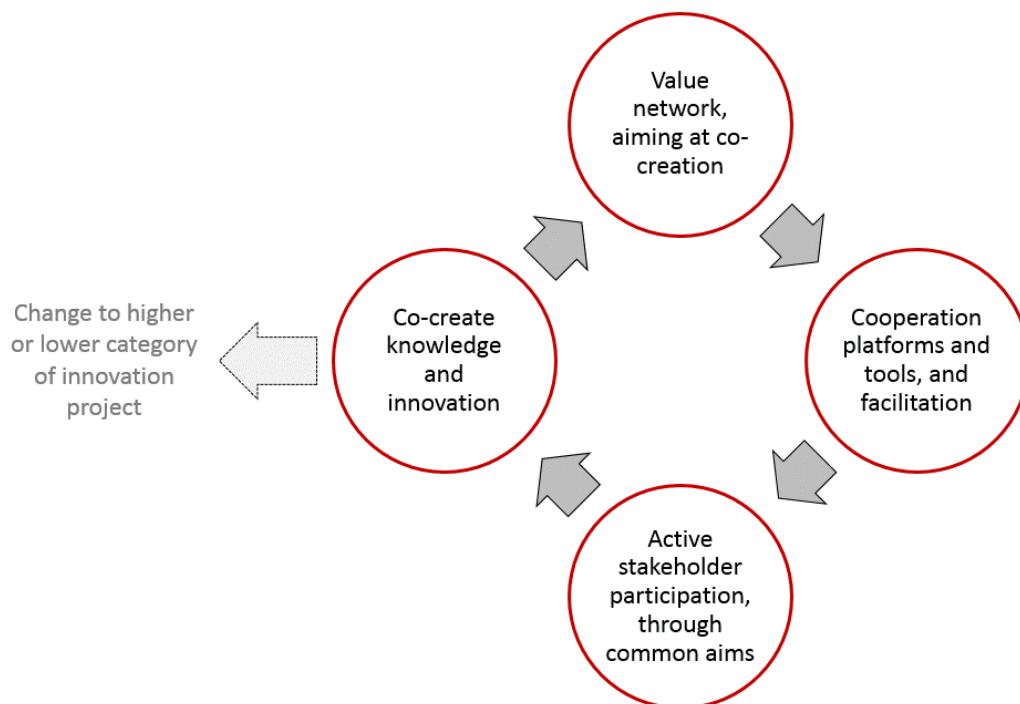 Value
network,
aiming at co-
creation
Change to higher
or lower category
of innovation
project
Co-create
knowledge
and
innovation
Cooperation
platforms and
tools, and
facilitation
Active
stakeholder
participation,
through
common aims